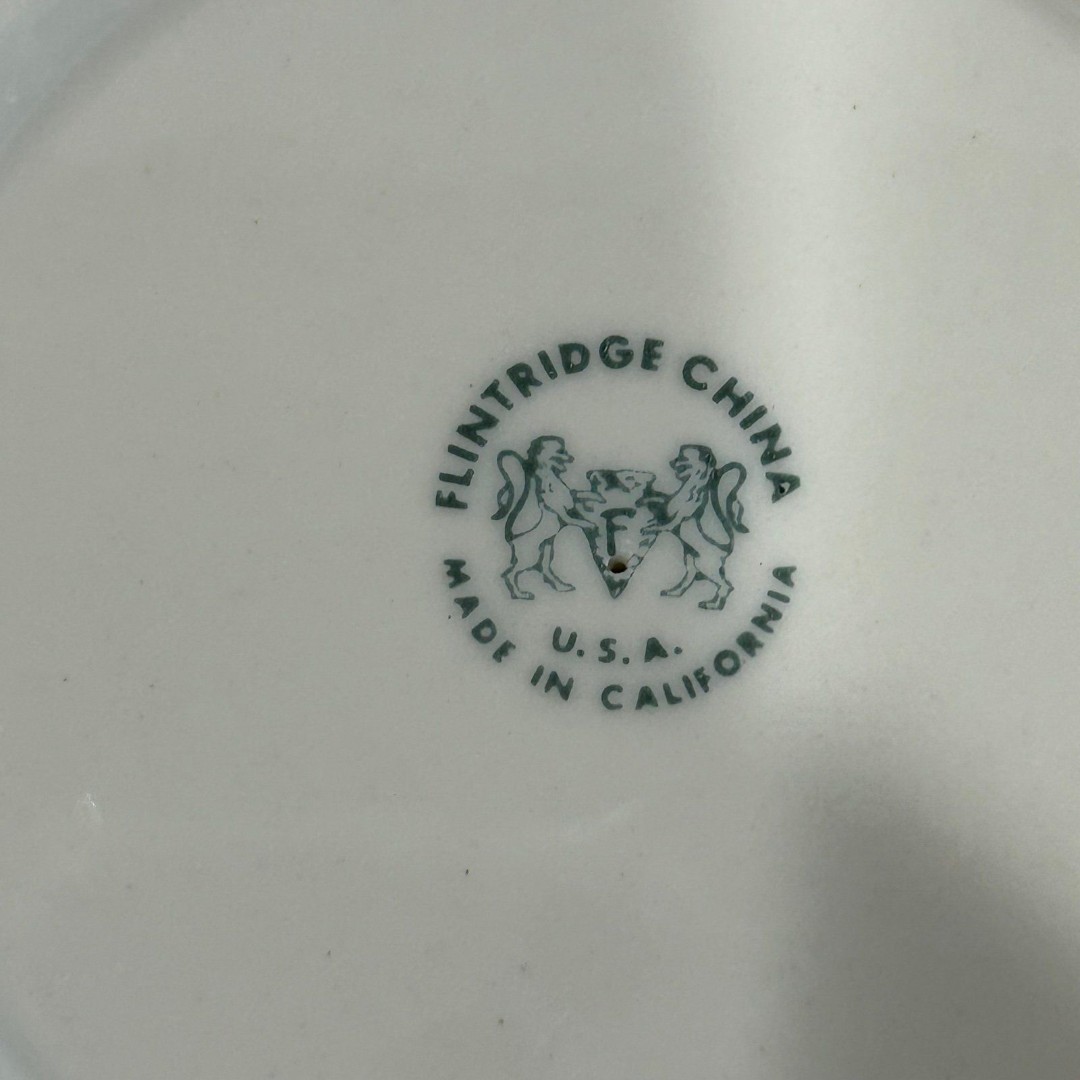 FLINTRIDGE CHINA
F
U.S.A.
MADE IN CALIFORNIA